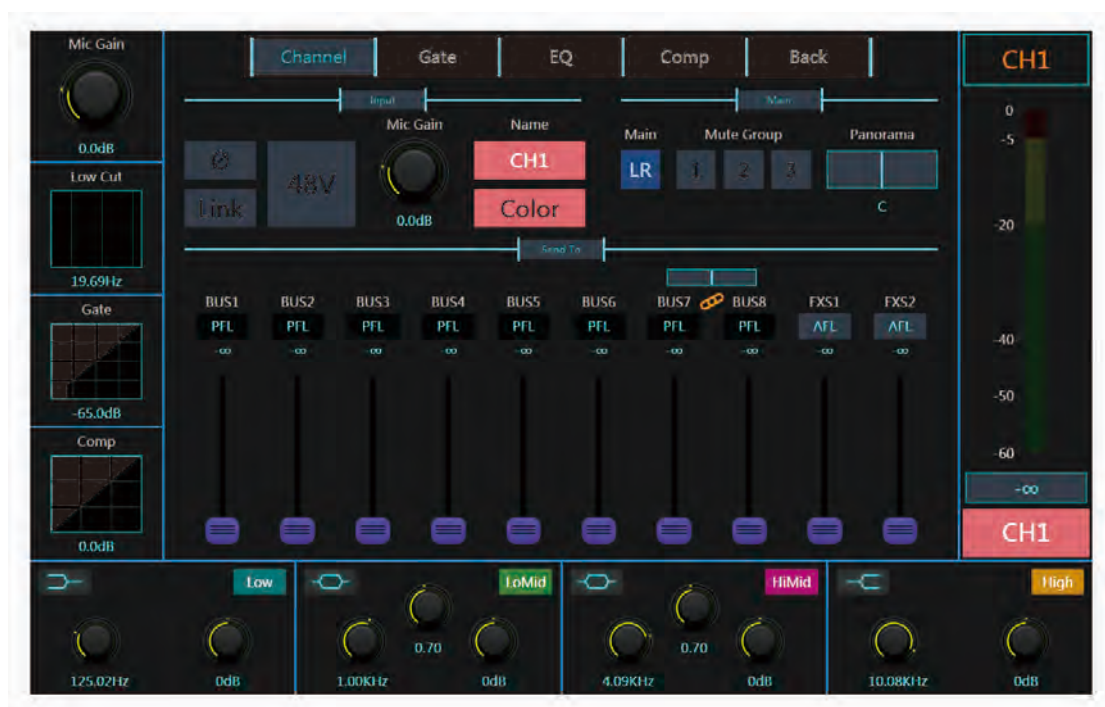 Mic Gain
0.0dB
Low Cut
19.69Hz
Gate
-65.0dB
Comp
0.0dB
Channel Gate EQ Comp Back
Input
Main
Ø
Link
48V
Mic Gain
0.0dB
Name
CH1
Color
Main
LR
Mute Group
1 2 3
Panorama
C
Send To
BUS1 BUS2 BUS3 BUS4 BUS5 BUS6 BUS7 BUS8 FXS1 FXS2
PFL PFL PFL PFL PFL PFL PFL PFL AFL AFL
-∞ -∞ -∞ -∞ -∞ -∞ -∞ -∞ -∞ -∞
CH1
0
-5
-20
-40
-50
-60
-∞
CH1
Low
125.02Hz 0dB
LoMid
0.70
1.00KHz 0dB
HiMid
0.70
4.09KHz 0dB
High
10.08KHz 0dB